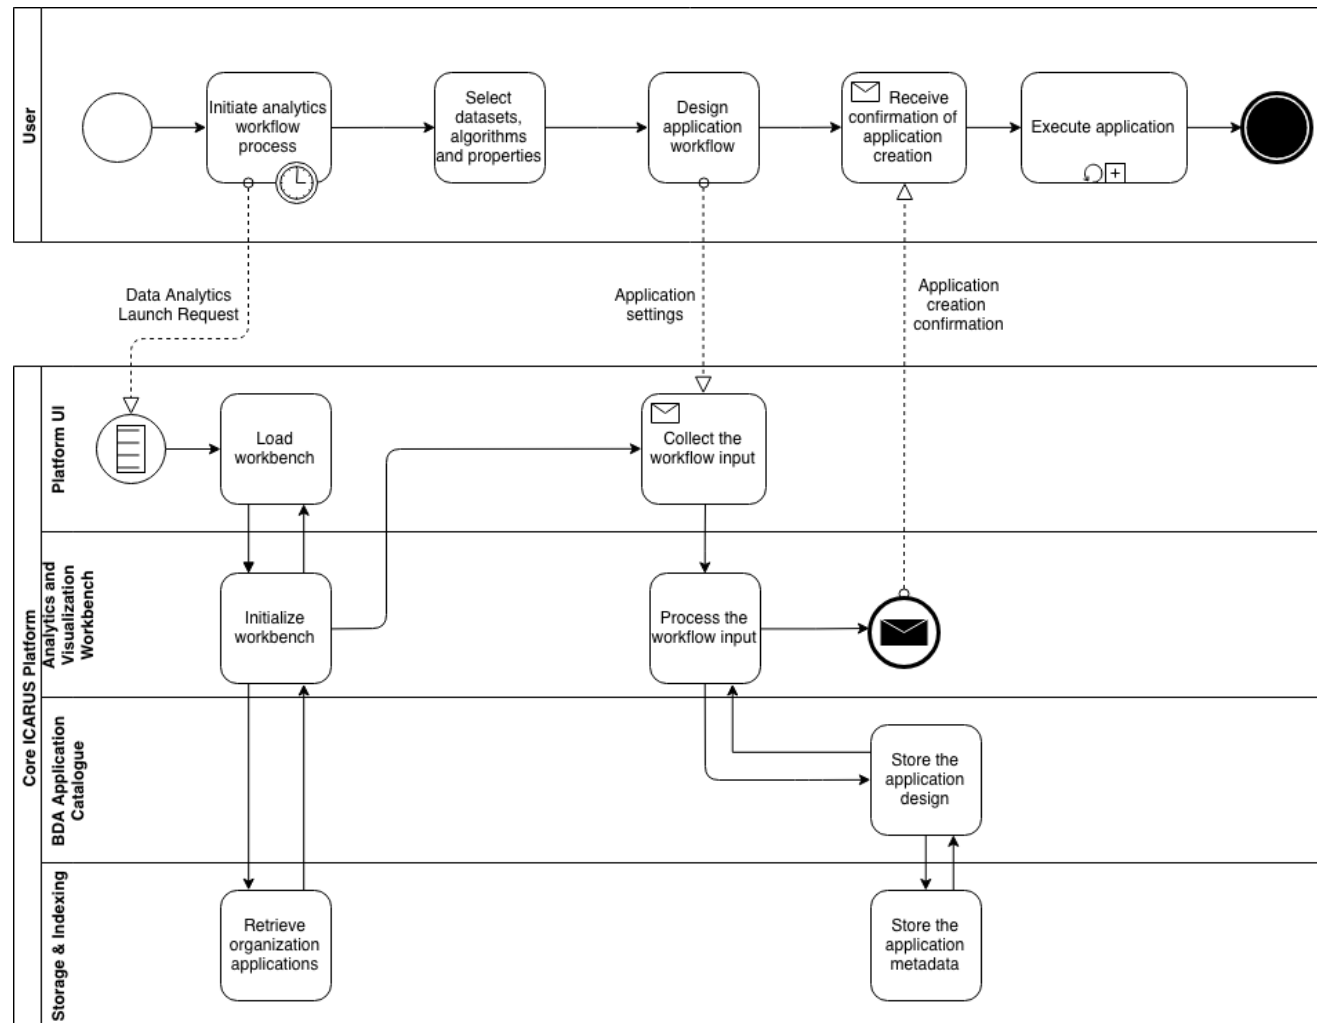 User
Initiate analytics
workflow
process
Select
datasets,
algorithms
and properties
Design
application
workflow
Receive
confirmation of
application
creation
Execute application
Data Analytics
Launch Request
Application
settings
Application
creation
confirmation
Core ICARUS Platform
Platform UI
Load
workbench
Collect the
workflow input
Analytics and
Visualization
Workbench
Initialize
workbench
Process the
workflow input
BDA Application
Catalogue
Store the
application
design
Storage & Indexing
Retrieve
organization
applications
Store the
application
metadata